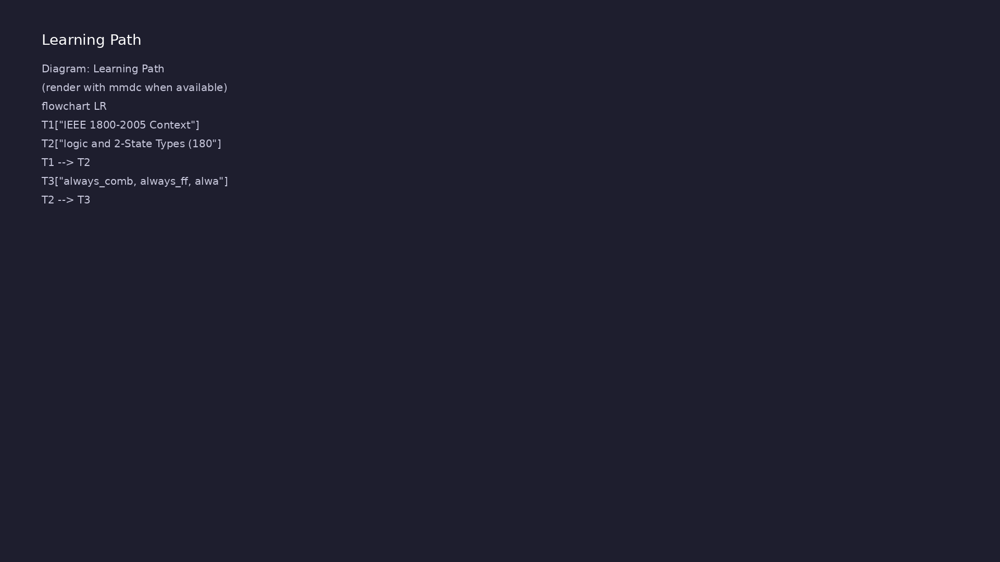 Learning Path
Diagram: Learning Path
(render with mmdc when available)
flowchart LR
T1["IEEE 1800-2005 Context"]
T2["logic and 2-State Types (180"]
T1 --> T2
T3["always_comb, always_ff, alwa"]
T2 --> T3